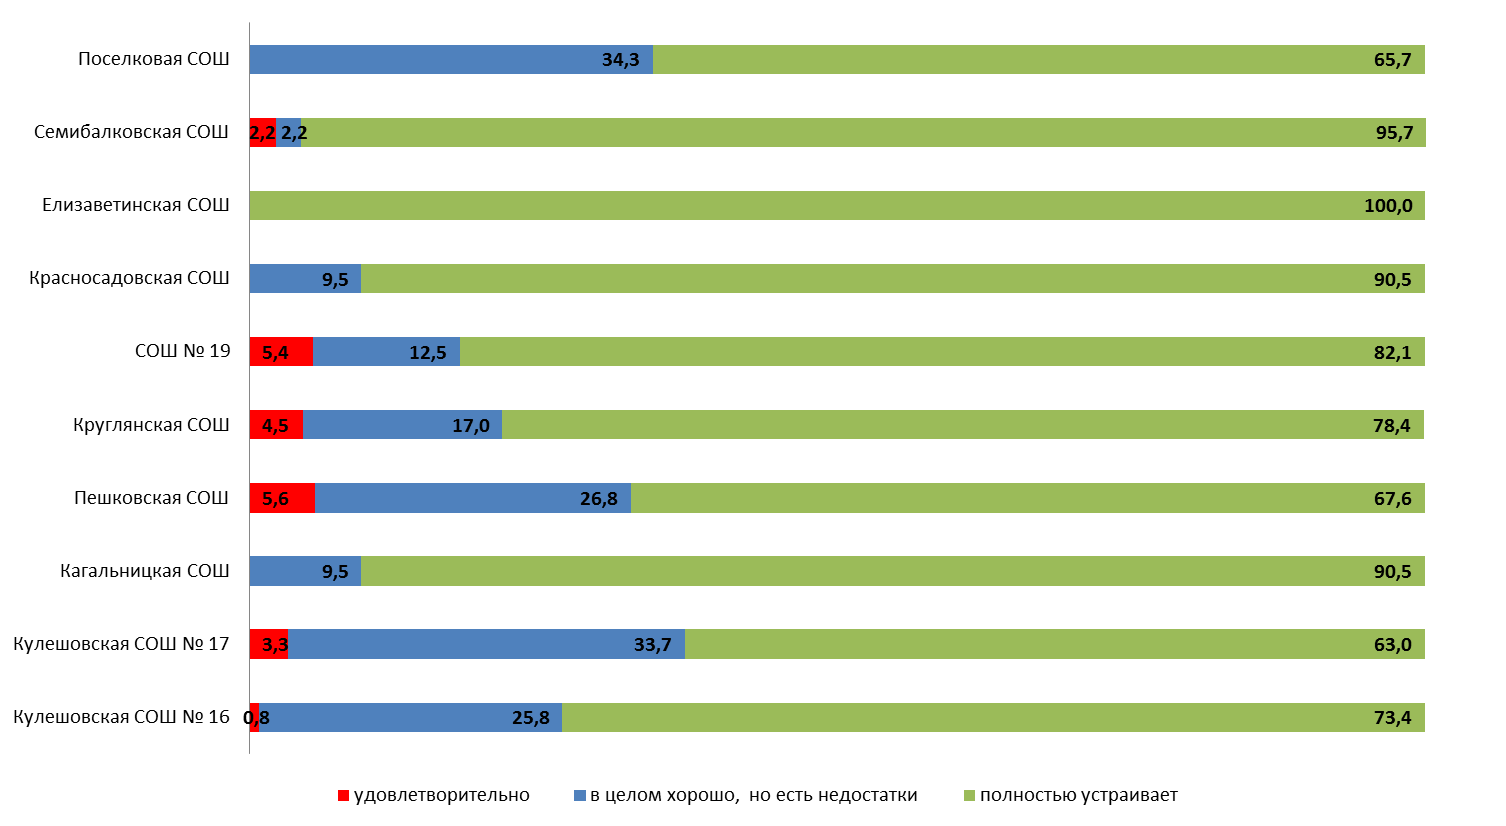 Поселковая СОШ 34,3 65,7
Семибалковская СОШ 2,2 2,2 95,7
Елизаветинская СОШ 100,0
Красносадовская СОШ 9,5 90,5
СОШ № 19 5,4 12,5 82,1
Круглянская СОШ 4,5 17,0 78,4
Пешковская СОШ 5,6 26,8 67,6
Кагальницкая СОШ 9,5 90,5
Кулешовская СОШ № 17 3,3 33,7 63,0
Кулешовская СОШ № 16 0,8 25,8 73,4
удовлетворительно в целом хорошо, но есть недостатки полностью устраивает